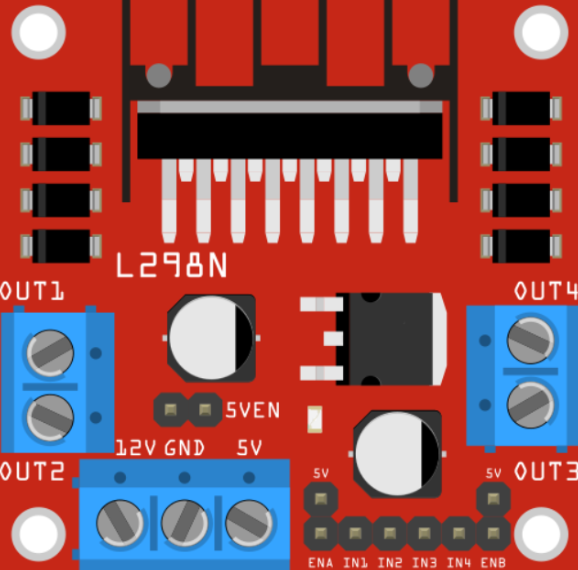 L298N
OUT1
OUT4
5VEN
12V GND 5V
OUT2
5V
5V
OUT3
ENA IN1 IN2 IN3 IN4 ENB